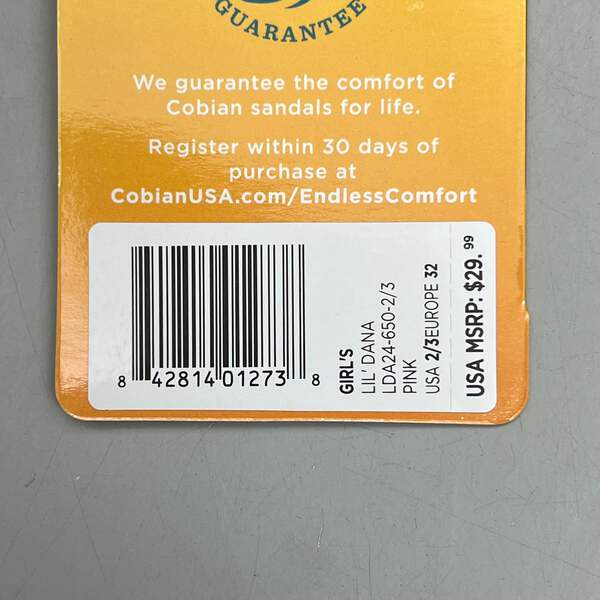 GUARANTEE
We guarantee the comfort of
Cobian sandals for life.
Register within 30 days of
purchase at
CobianUSA.com/EndlessComfort
8 42814 01273 8
GIRL'S
LIL' DANA
LDA24-650-2/3
PINK
USA 2/3EUROPE 32
USA MSRP: $29.99